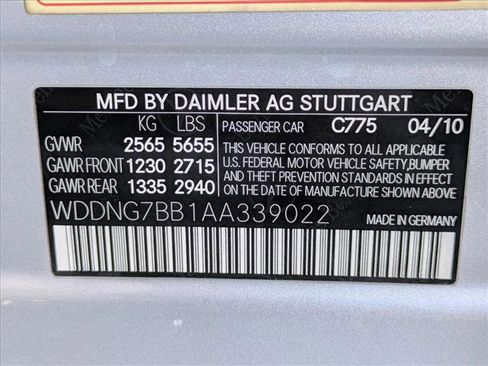 MFD BY DAIMLER AG STUTTGART
KG LBS PASSENGER CAR C775 04/10
GVWR 2565 5655 THIS VEHICLE CONFORMS TO ALL APPLICABLE
GAWR FRONT 1230 2715 U.S. FEDERAL MOTOR VEHICLE SAFETY, BUMPER
GAWR REAR 1335 2940 AND THEFT PREVENTION STANDARDS IN EFFECT
ON THE DATE OF MANUFACTURE SHOWN ABOVE.
WDDNG7BB1AA339022 MADE IN GERMANY